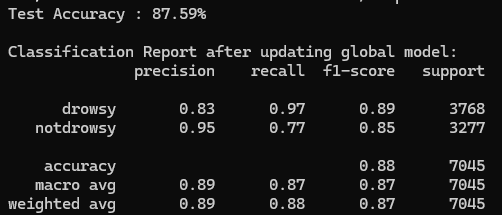 Test Accuracy : 87.59%
Classification Report after updating global model:
precision recall f1-score support
drowsy 0.83 0.97 0.89 3768
notdrowsy 0.95 0.77 0.85 3277
accuracy 0.88 7045
macro avg 0.89 0.87 0.87 7045
weighted avg 0.89 0.88 0.87 7045